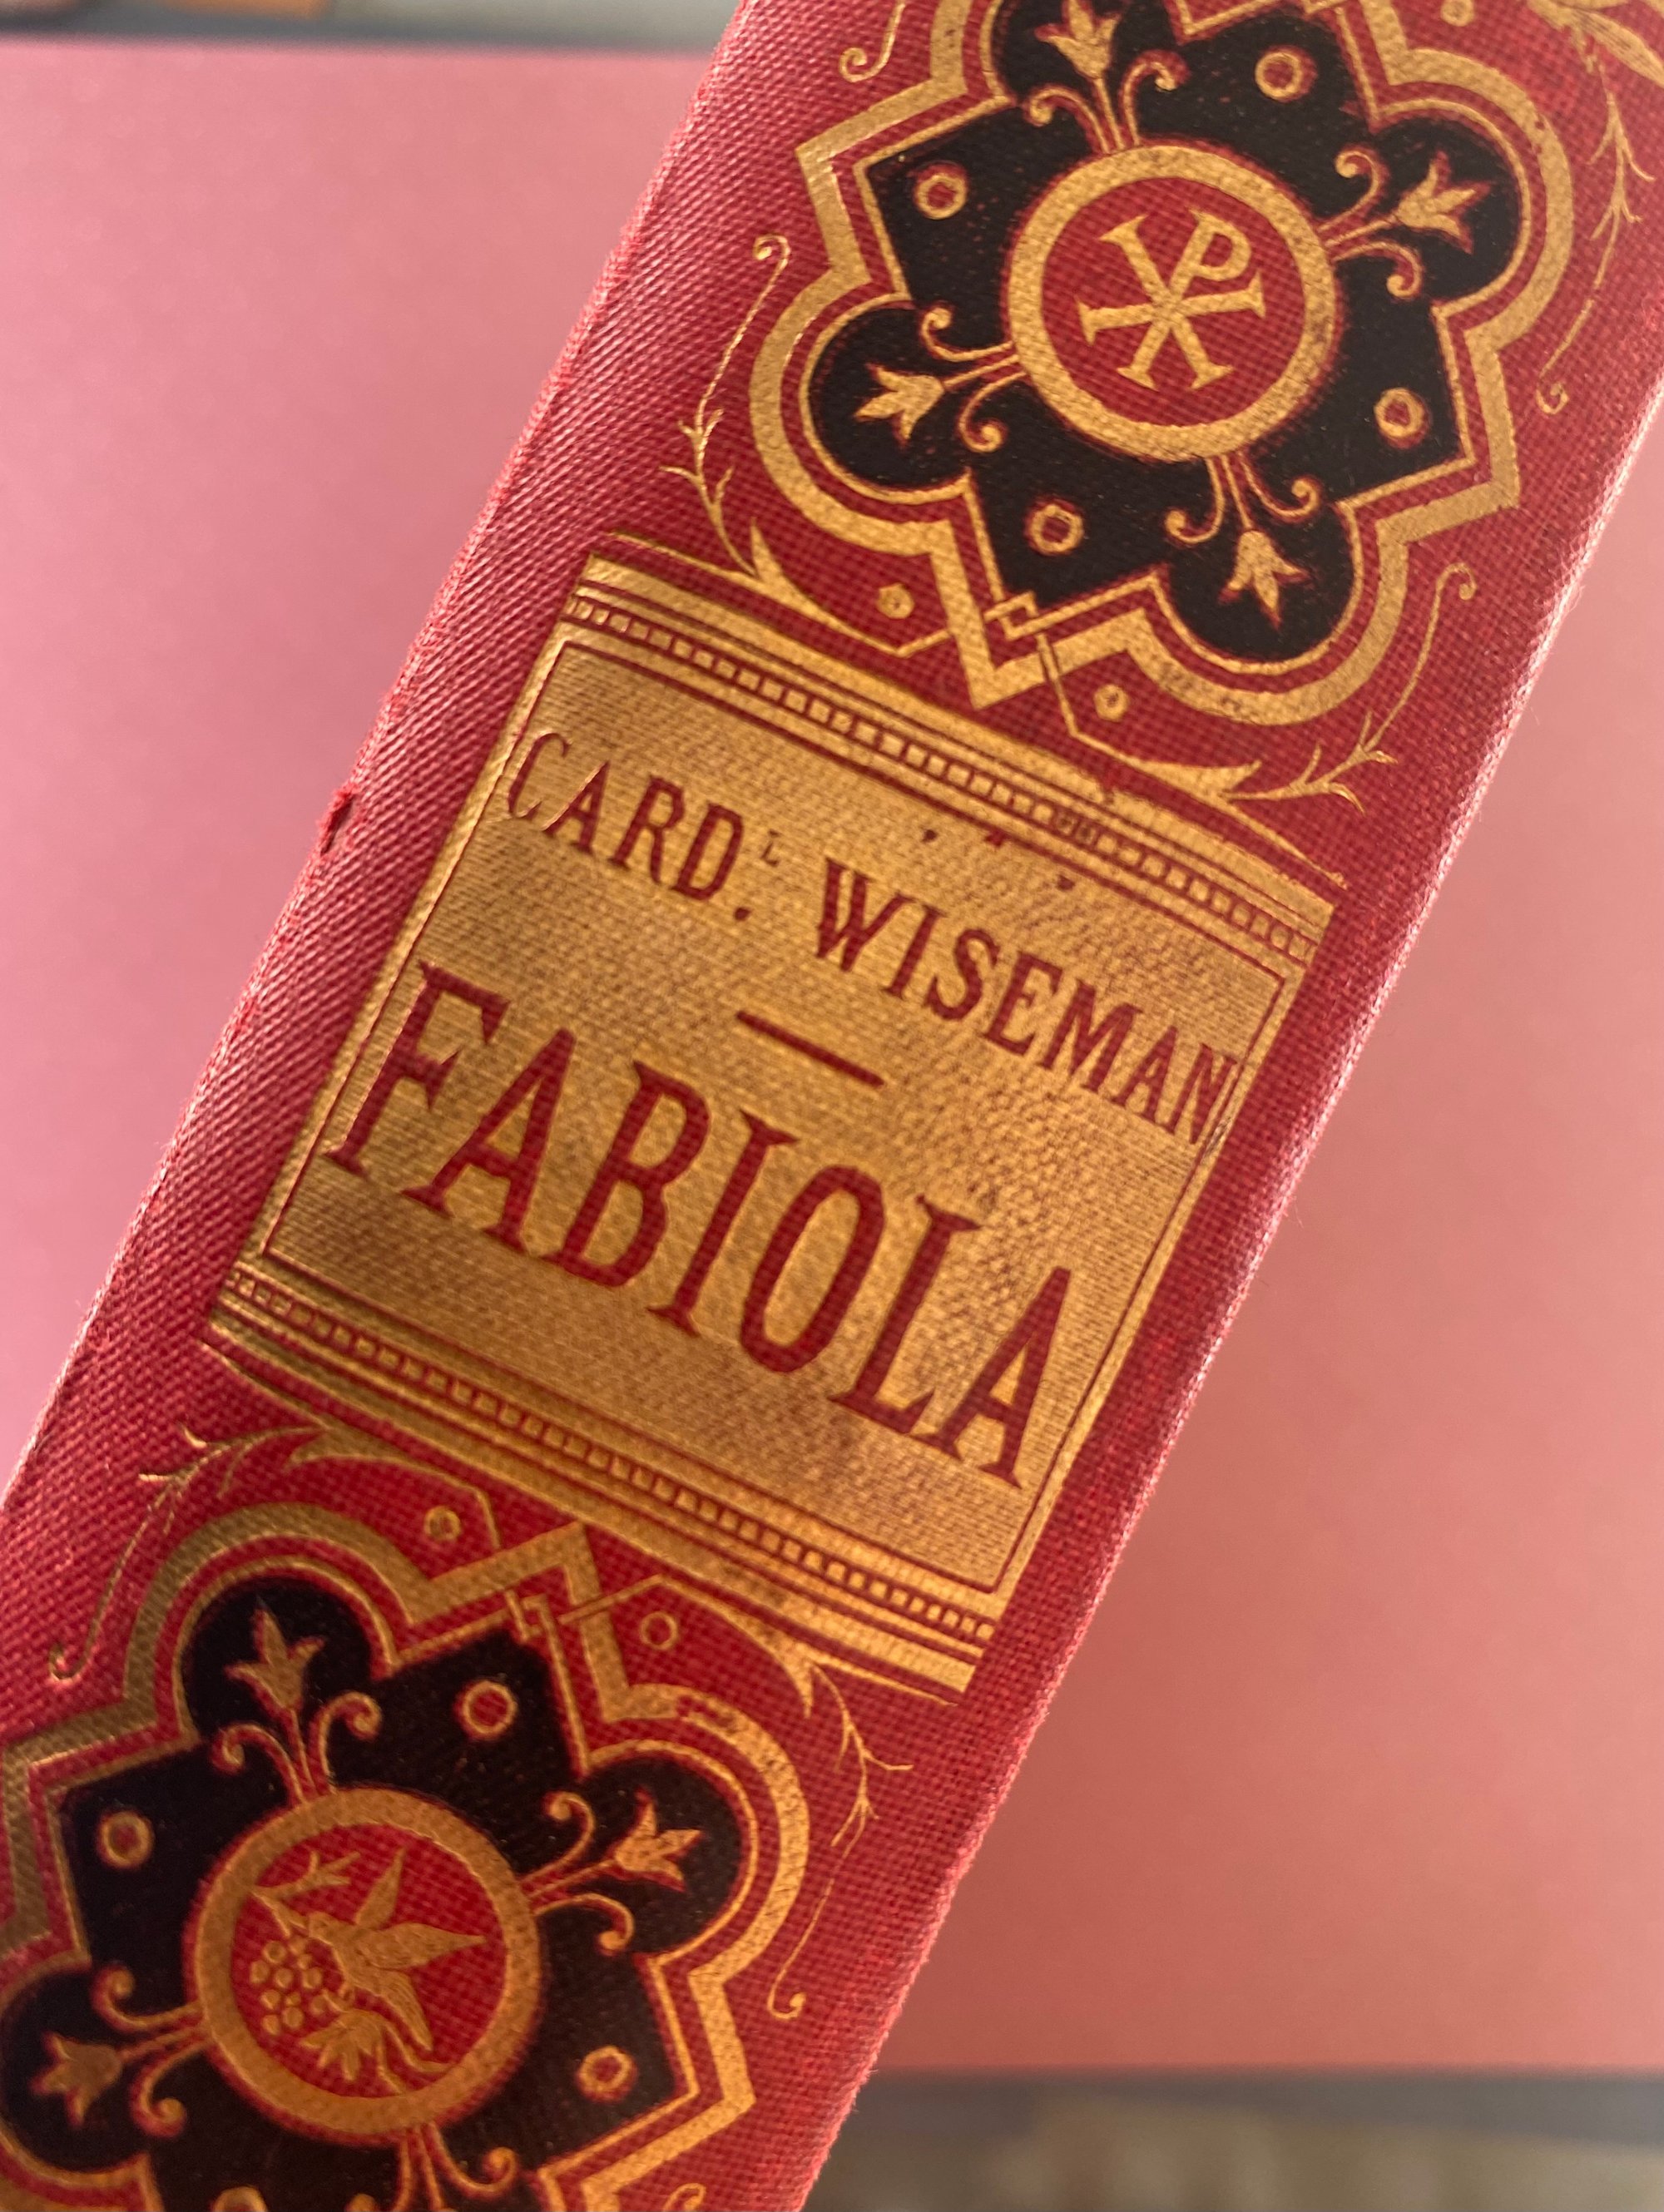 ☧
CARD.ᴸ WISEMAN
FABIOLA